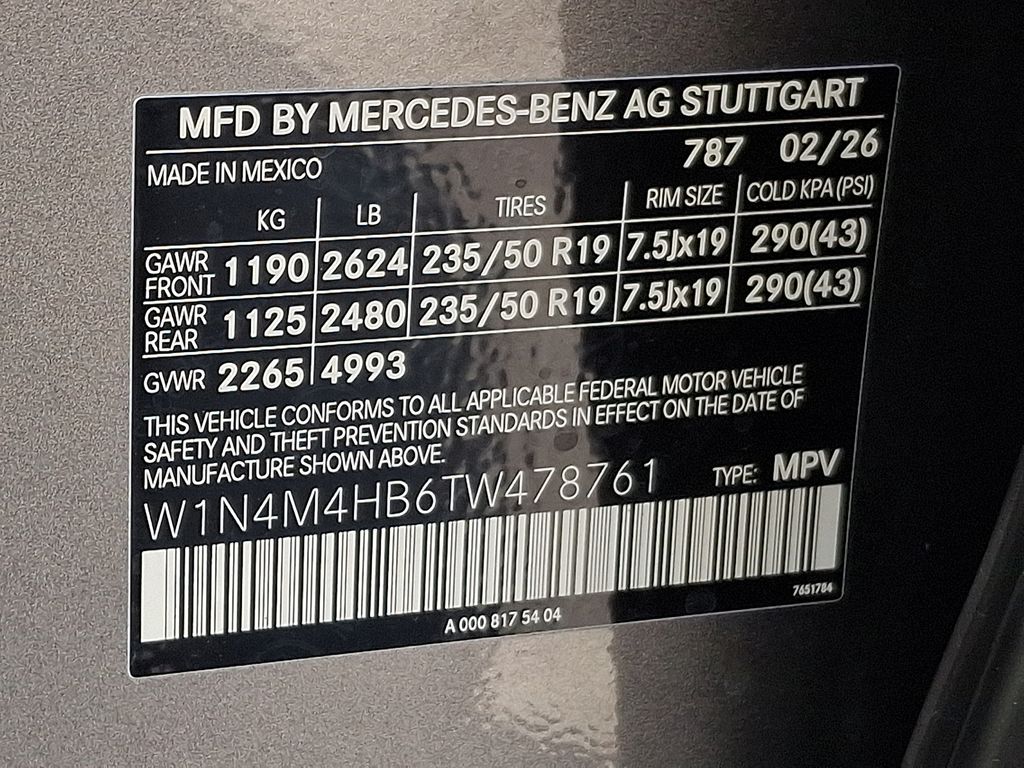 MFD BY MERCEDES-BENZ AG STUTTGART
MADE IN MEXICO 787 02/26
KG LB TIRES RIM SIZE COLD KPA (PSI)
GAWR FRONT 1190 2624 235/50 R19 7.5Jx19 290(43)
GAWR REAR 1125 2480 235/50 R19 7.5Jx19 290(43)
GVWR 2265 4993
THIS VEHICLE CONFORMS TO ALL APPLICABLE FEDERAL MOTOR VEHICLE
SAFETY AND THEFT PREVENTION STANDARDS IN EFFECT ON THE DATE OF
MANUFACTURE SHOWN ABOVE.
W1N4M4HB6TW478761 TYPE: MPV
7651784
A 000 817 54 04